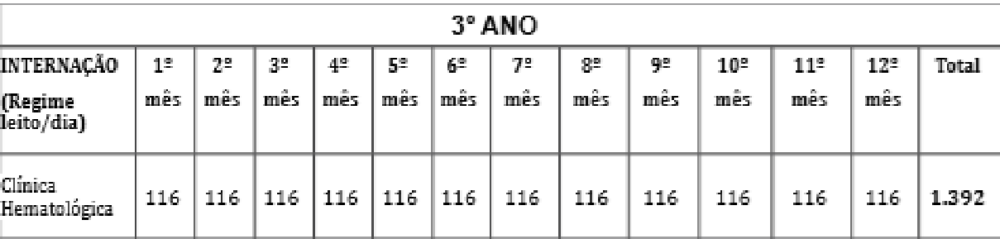 3º ANO
INTERNAÇÃO (Regime leito/dia) 1º mês 2º mês 3º mês 4º mês 5º mês 6º mês 7º mês 8º mês 9º mês 10º mês 11º mês 12º mês Total
Clínica Hematológica 116 116 116 116 116 116 116 116 116 116 116 116 1.392